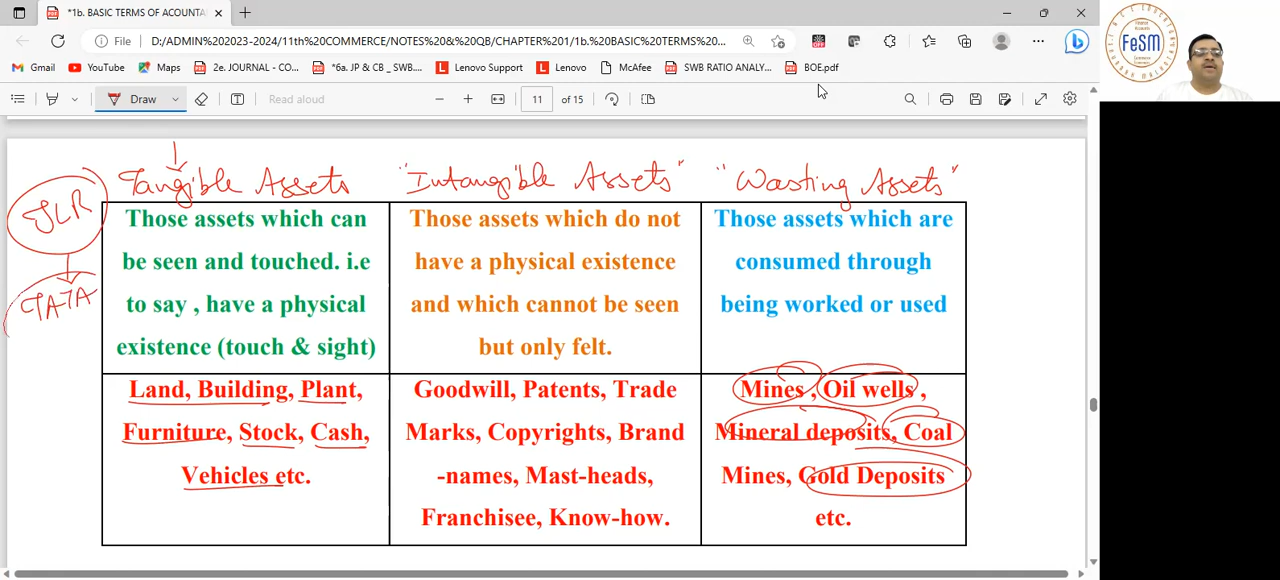 *1b. BASIC TERMS OF ACOUNTA
File
D:/ADMIN%202023-2024/11th%20COMMERCE/NOTES%20&%20QB/CHAPTER%201/1b.%20BASIC%20TERMS...
Gmail YouTube Maps 2e. JOURNAL - CO... *6a. JP & CB _ SWB.... Lenovo Support Lenovo McAfee SWB RATIO ANALY... BOE.pdf
Draw Read aloud 11 of 15
OFF
FeSM
Tangible Assets "Intangible Assets" "Wasting Assets"
JLR
TATA
Those assets which can
be seen and touched. i.e
to say , have a physical
existence (touch & sight)
Those assets which do not
have a physical existence
and which cannot be seen
but only felt.
Those assets which are
consumed through
being worked or used
Land, Building, Plant,
Furniture, Stock, Cash,
Vehicles etc.
Goodwill, Patents, Trade
Marks, Copyrights, Brand
-names, Mast-heads,
Franchisee, Know-how.
Mines , Oil wells ,
Mineral deposits, Coal
Mines, Gold Deposits
etc.